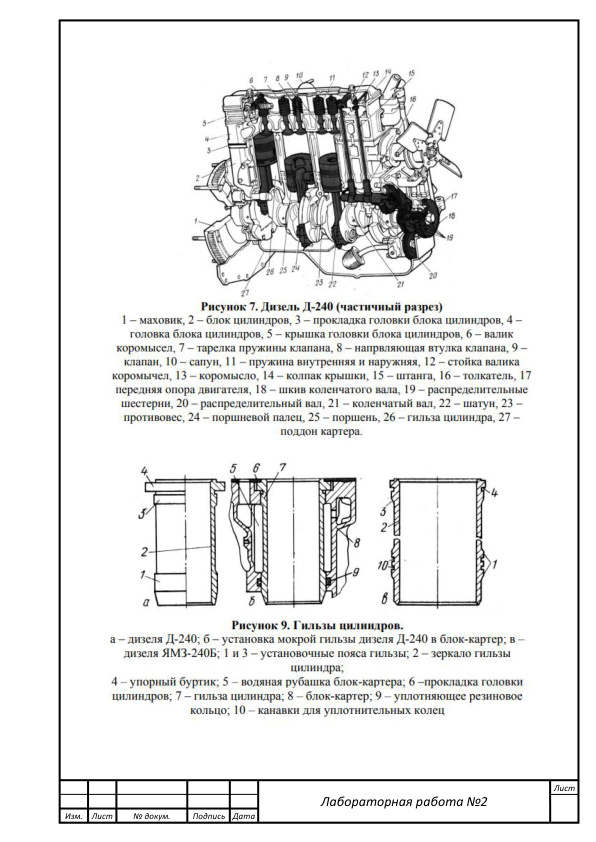 6 7 8 9 10 11 12 13 14 15
5
16
4
3
2
17
1
18
19
27 26 25 24 23 22 21 20
Рисунок 7. Дизель Д-240 (частичный разрез)
1 – маховик, 2 – блок цилиндров, 3 – прокладка головки блока цилиндров, 4 –
головка блока цилиндров, 5 – крышка головки блока цилиндров, 6 – валик
коромысел, 7 – тарелка пружины клапана, 8 – напрвляющая втулка клапана, 9 –
клапан, 10 – сапун, 11 – пружина внутренняя и наружняя, 12 – стойка валика
коромычел, 13 – коромысло, 14 – колпак крышки, 15 – штанга, 16 – толкатель, 17
передняя опора двигателя, 18 – шкив коленчатого вала, 19 – распределительные
шестерни, 20 – распределительный вал, 21 – коленчатый вал, 22 – шатун, 23 –
противовес, 24 – поршневой палец, 25 – поршень, 26 – гильза цилиндра, 27 –
поддон картера.
4 5 6 7
3 3 4
2 2
8
1 9 10 1
а б в
Рисунок 9. Гильзы цилиндров.
а – дизеля Д-240; б – установка мокрой гильзы дизеля Д-240 в блок-картер; в –
дизеля ЯМЗ-240Б; 1 и 3 – установочные пояса гильзы; 2 – зеркало гильзы
цилиндра;
4 – упорный буртик; 5 – водяная рубашка блок-картера; 6 –прокладка головки
цилиндров; 7 – гильза цилиндра; 8 – блок-картер; 9 – уплотняющее резиновое
кольцо; 10 – канавки для уплотнительных колец
Лист
Лабораторная работа №2
Изм. Лист № докум. Подпись Дата